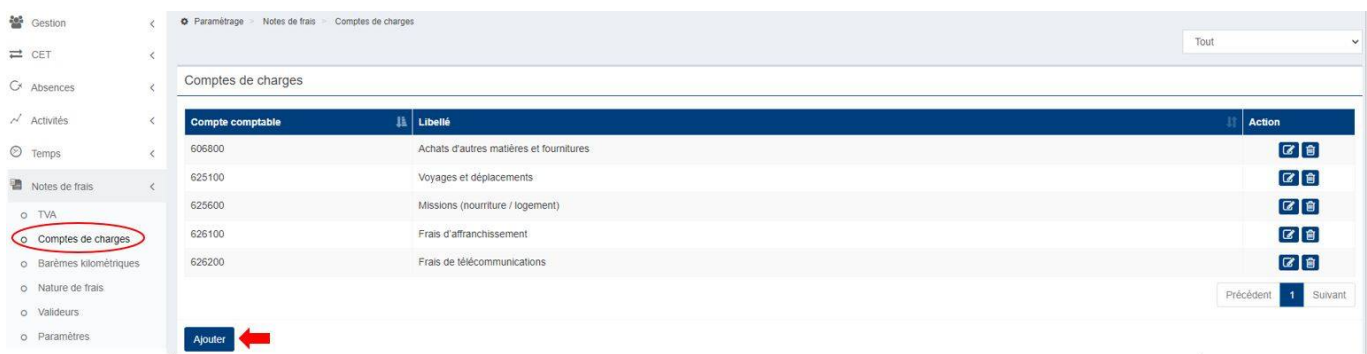 Gestion
CET
Absences
Activités
Temps
Notes de frais
TVA
Comptes de charges
Barèmes kilométriques
Nature de frais
Valideurs
Paramètres
Paramétrage > Notes de frais > Comptes de charges
Tout
Comptes de charges
Compte comptable Libellé Action
606800 Achats d'autres matières et fournitures
625100 Voyages et déplacements
625600 Missions (nourriture / logement)
626100 Frais d'affranchissement
626200 Frais de télécommunications
Précédent 1 Suivant
Ajouter